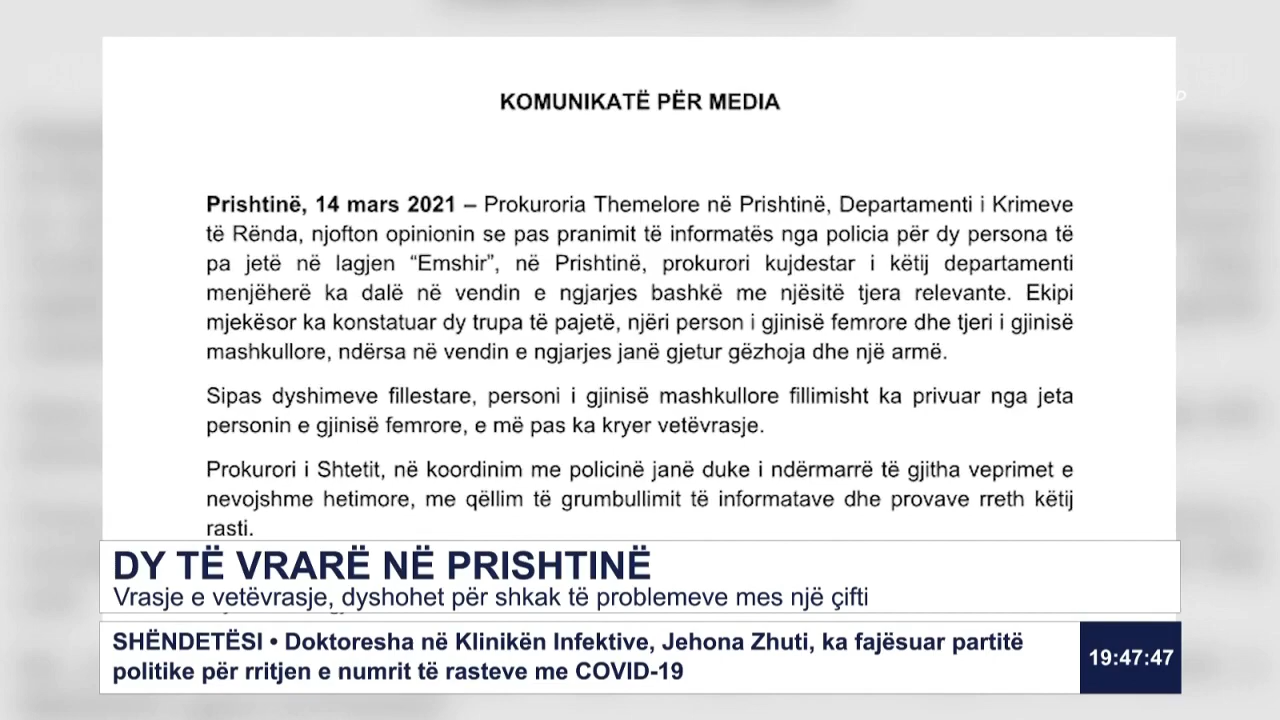 KOMUNIKATË PËR MEDIA
Prishtinë, 14 mars 2021 – Prokuroria Themelore në Prishtinë, Departamenti i Krimeve
të Rënda, njofton opinionin se pas pranimit të informatës nga policia për dy persona të
pa jetë në lagjen “Emshir”, në Prishtinë, prokurori kujdestar i këtij departamenti
menjëherë ka dalë në vendin e ngjarjes bashkë me njësitë tjera relevante. Ekipi
mjekësor ka konstatuar dy trupa të pajetë, njëri person i gjinisë femrore dhe tjeri i gjinisë
mashkullore, ndërsa në vendin e ngjarjes janë gjetur gëzhoja dhe një armë.
Sipas dyshimeve fillestare, personi i gjinisë mashkullore fillimisht ka privuar nga jeta
personin e gjinisë femrore, e më pas ka kryer vetëvrasje.
Prokurori i Shtetit, në koordinim me policinë janë duke i ndërmarrë të gjitha veprimet e
nevojshme hetimore, me qëllim të grumbullimit të informatave dhe provave rreth këtij
rasti.
DY TË VRARË NË PRISHTINË
Vrasje e vetëvrasje, dyshohet për shkak të problemeve mes një çifti
SHËNDETËSI • Doktoresha në Klinikën Infektive, Jehona Zhuti, ka fajësuar partitë
politike për rritjen e numrit të rasteve me COVID-19
19:47:47